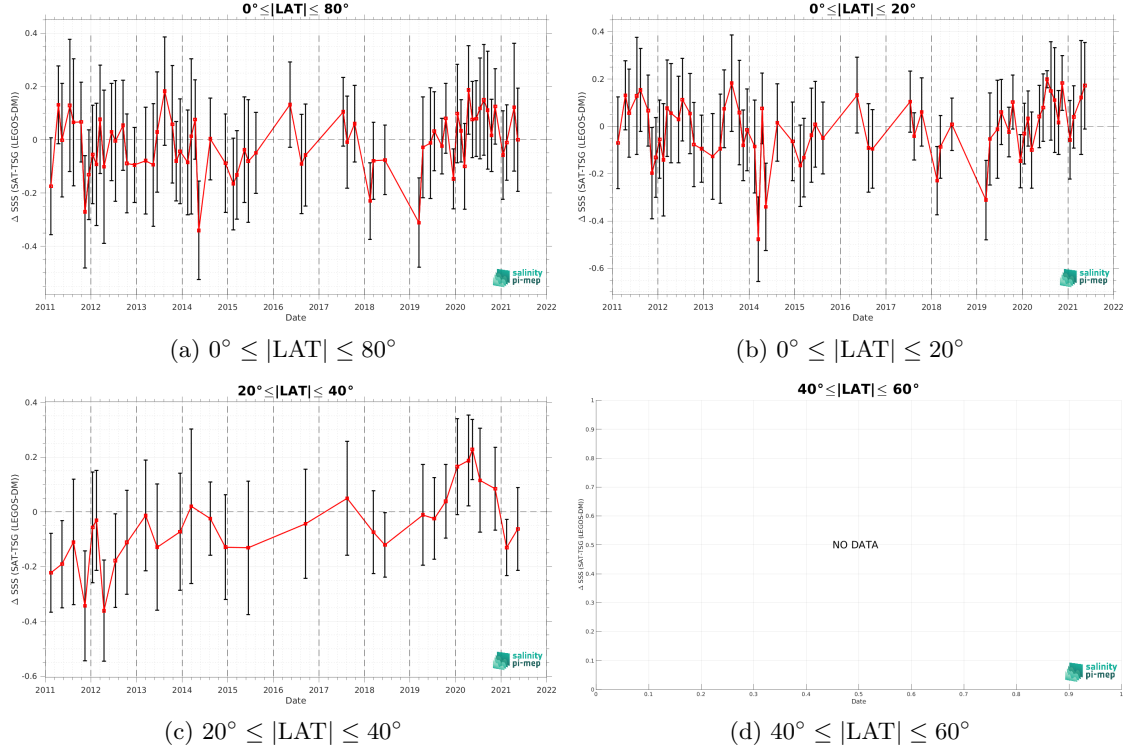 0°≤|LAT|≤ 80°
0.4
0.2
0
-0.2
-0.4
Δ SSS (SAT-TSG (LEGOS-DM))
2011 2012 2013 2014 2015 2016 2017 2018 2019 2020 2021 2022
Date
salinity
pi-mep
(a) 0° ≤ |LAT| ≤ 80°
0°≤|LAT|≤ 20°
0.4
0.2
0
-0.2
-0.4
-0.6
Δ SSS (SAT-TSG (LEGOS-DM))
2011 2012 2013 2014 2015 2016 2017 2018 2019 2020 2021 2022
Date
salinity
pi-mep
(b) 0° ≤ |LAT| ≤ 20°
20°≤|LAT|≤ 40°
0.4
0.2
0
-0.2
-0.4
-0.6
Δ SSS (SAT-TSG (LEGOS-DM))
2011 2012 2013 2014 2015 2016 2017 2018 2019 2020 2021 2022
Date
salinity
pi-mep
(c) 20° ≤ |LAT| ≤ 40°
40°≤|LAT|≤ 60°
1
0.9
0.8
0.7
0.6
0.5
0.4
0.3
0.2
0.1
0
Δ SSS (SAT-TSG (LEGOS-DM))
NO DATA
0 0.1 0.2 0.3 0.4 0.5 0.6 0.7 0.8 0.9 1
Date
salinity
pi-mep
(d) 40° ≤ |LAT| ≤ 60°